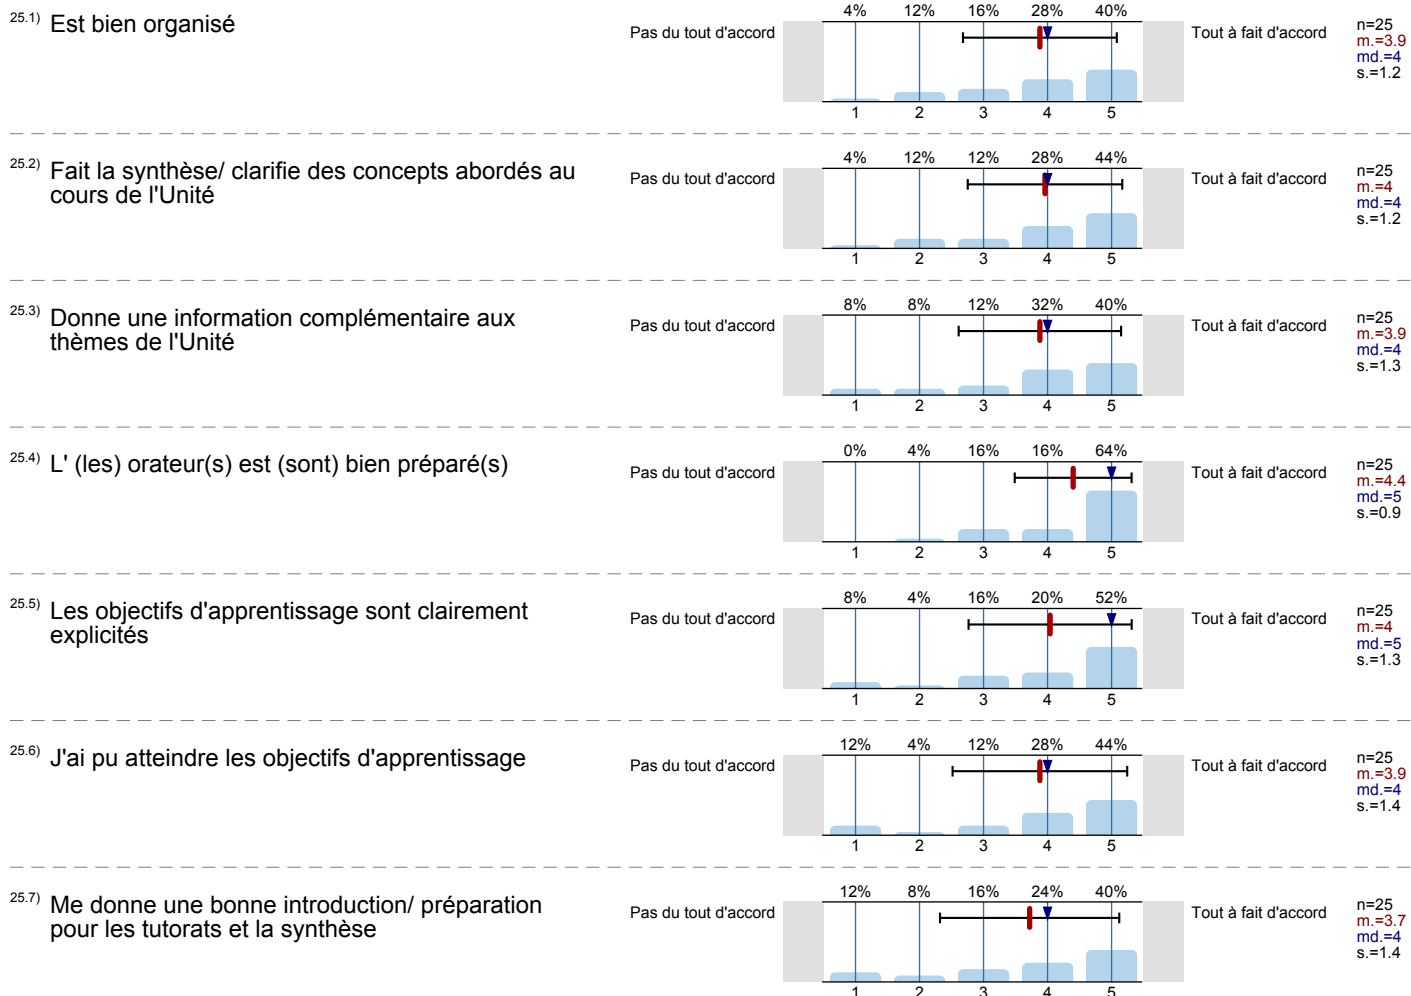 25.1) Est bien organisé
Pas du tout d'accord
4% 12% 16% 28% 40%
1 2 3 4 5
Tout à fait d'accord
n=25
m.=3.9
md.=4
s.=1.2
25.2) Fait la synthèse/ clarifie des concepts abordés au
cours de l'Unité
Pas du tout d'accord
4% 12% 12% 28% 44%
1 2 3 4 5
Tout à fait d'accord
n=25
m.=4
md.=4
s.=1.2
25.3) Donne une information complémentaire aux
thèmes de l'Unité
Pas du tout d'accord
8% 8% 12% 32% 40%
1 2 3 4 5
Tout à fait d'accord
n=25
m.=3.9
md.=4
s.=1.3
25.4) L' (les) orateur(s) est (sont) bien préparé(s)
Pas du tout d'accord
0% 4% 16% 16% 64%
1 2 3 4 5
Tout à fait d'accord
n=25
m.=4.4
md.=5
s.=0.9
25.5) Les objectifs d'apprentissage sont clairement
explicités
Pas du tout d'accord
8% 4% 16% 20% 52%
1 2 3 4 5
Tout à fait d'accord
n=25
m.=4
md.=5
s.=1.3
25.6) J'ai pu atteindre les objectifs d'apprentissage
Pas du tout d'accord
12% 4% 12% 28% 44%
1 2 3 4 5
Tout à fait d'accord
n=25
m.=3.9
md.=4
s.=1.4
25.7) Me donne une bonne introduction/ préparation
pour les tutorats et la synthèse
Pas du tout d'accord
12% 8% 16% 24% 40%
1 2 3 4 5
Tout à fait d'accord
n=25
m.=3.7
md.=4
s.=1.4